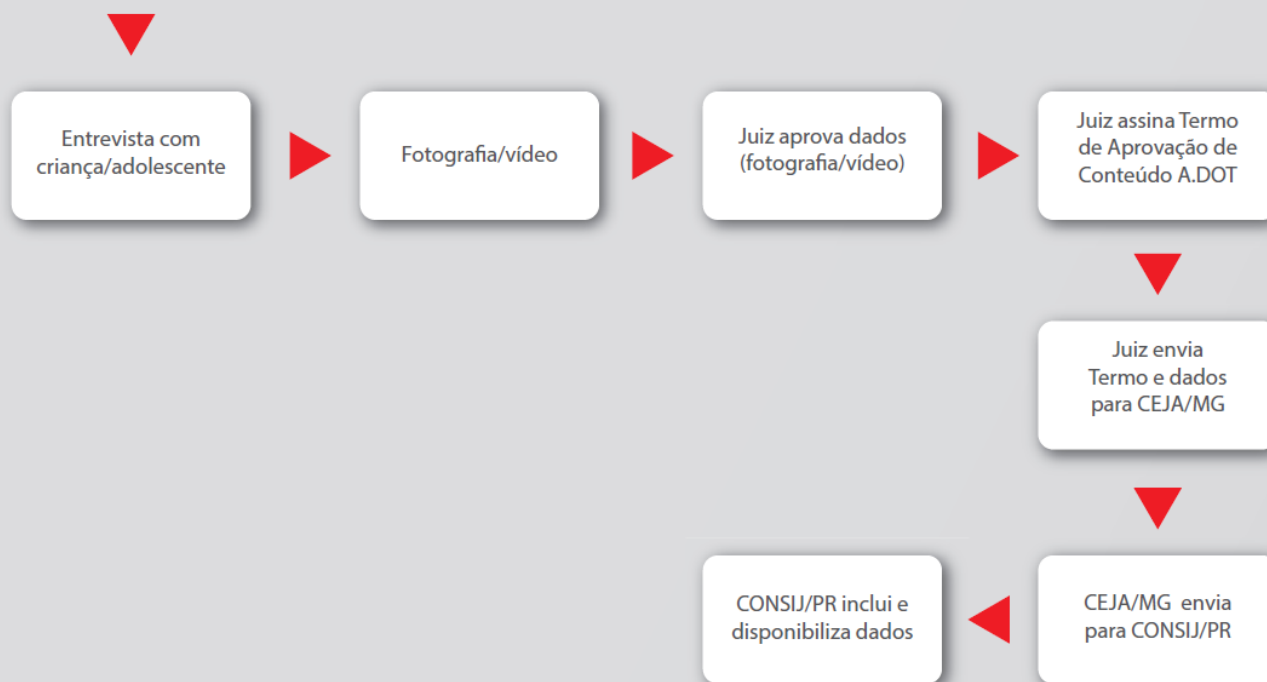 Entrevista com
criança/adolescente
Fotografia/vídeo
Juiz aprova dados
(fotografia/vídeo)
Juiz assina Termo
de Aprovação de
Conteúdo A.DOT
Juiz envia
Termo e dados
para CEJA/MG
CEJA/MG envia
para CONSIJ/PR
CONSIJ/PR inclui e
disponibiliza dados